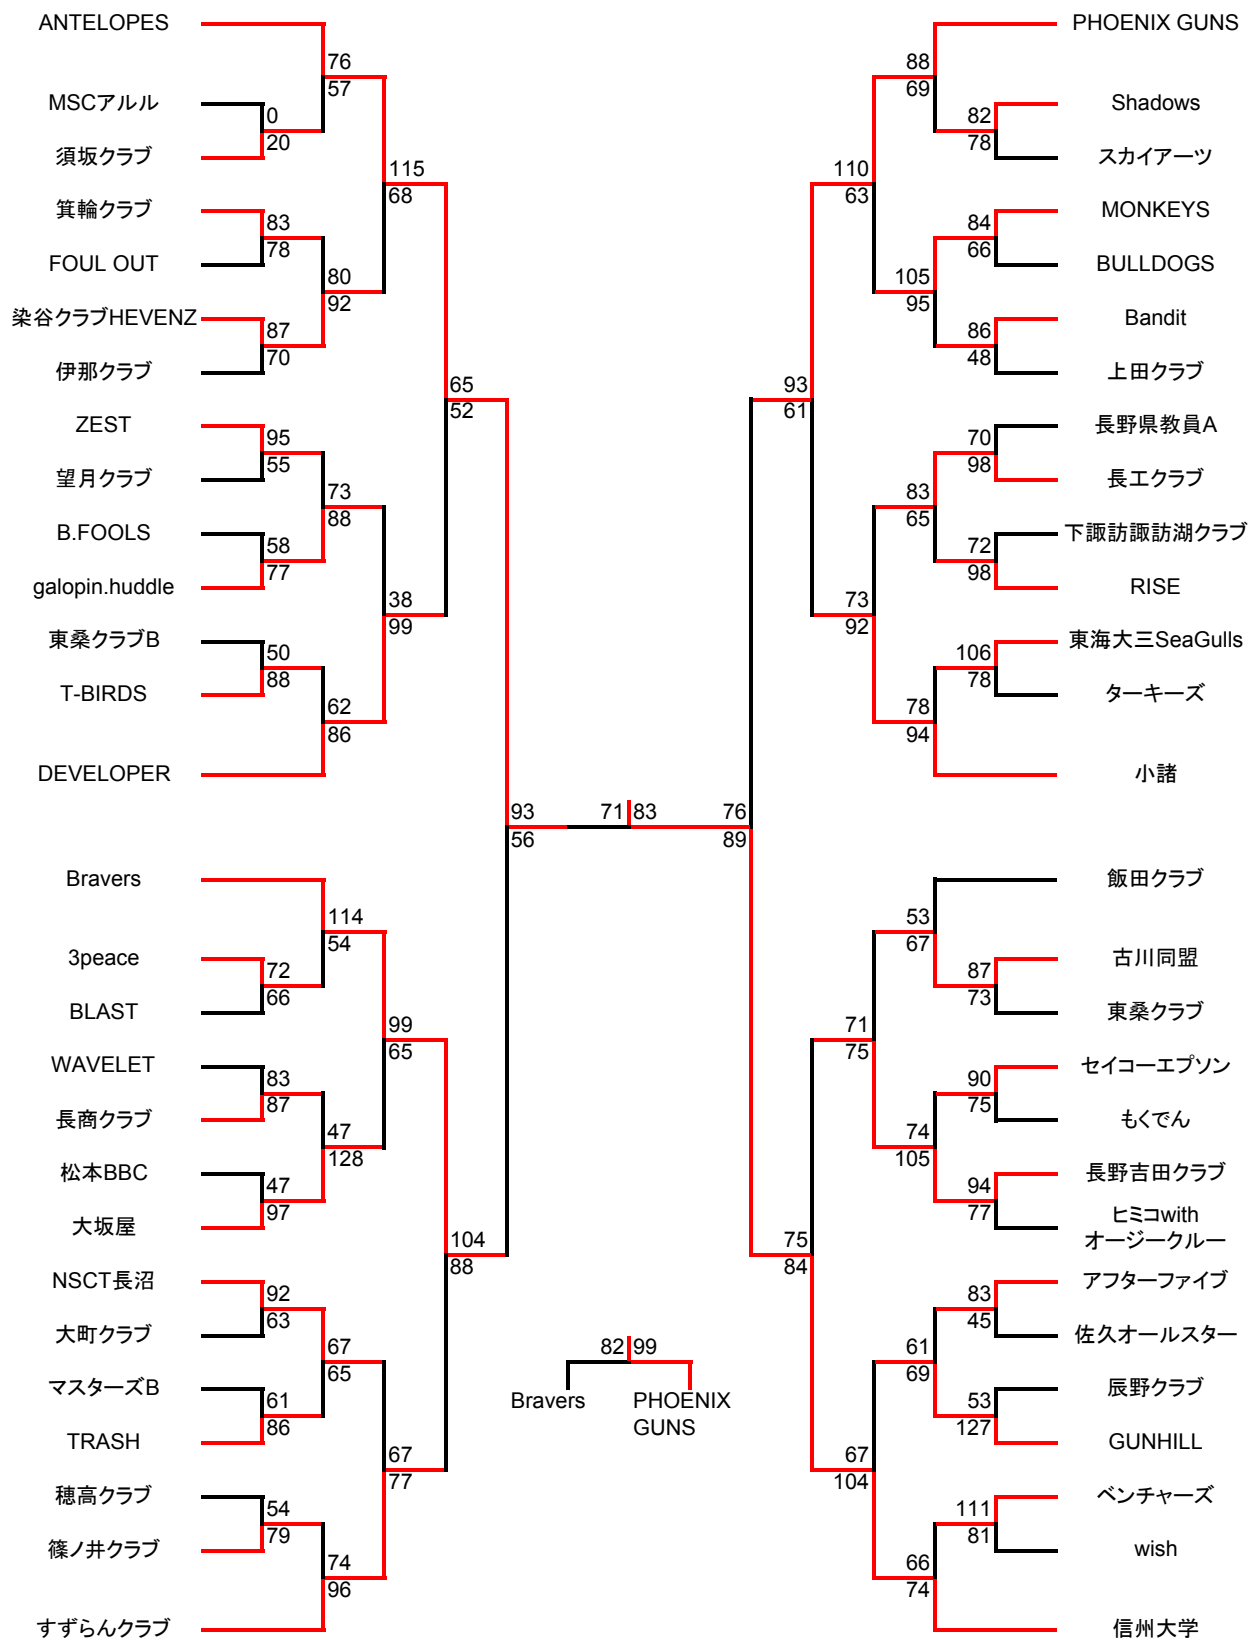 ANTELOPES
76
57
MSCアルル
0
20
須坂クラブ
115
68
箕輪クラブ
83
78
FOUL OUT
80
92
染谷クラブHEVENZ
87
70
伊那クラブ
65
52
ZEST
95
55
望月クラブ
73
88
B.FOOLS
58
77
galopin.huddle
38
99
東桑クラブB
50
88
T-BIRDS
62
86
DEVELOPER
93
56
Bravers
114
54
3peace
72
66
BLAST
99
65
WAVELET
83
87
長商クラブ
47
128
松本BBC
47
97
大坂屋
104
88
NSCT長沼
92
63
大町クラブ
67
65
マスターズB
61
86
TRASH
67
77
穂高クラブ
54
79
篠ノ井クラブ
74
96
すずらんクラブ
71 83
82 99
Bravers
PHOENIX
GUNS
PHOENIX GUNS
88
69
Shadows
82
78
スカイアーツ
110
63
MONKEYS
84
66
BULLDOGS
105
95
Bandit
86
48
上田クラブ
93
61
長野県教員A
70
98
長工クラブ
83
65
下諏訪諏訪湖クラブ
72
98
RISE
73
92
東海大三SeaGulls
106
78
ターキーズ
78
94
小諸
76
89
飯田クラブ
53
67
古川同盟
87
73
東桑クラブ
71
75
セイコーエプソン
90
75
もくでん
74
105
長野吉田クラブ
94
77
ヒミコwith
オージークルー
75
84
アフターファイブ
83
45
佐久オールスター
61
69
辰野クラブ
53
127
GUNHILL
67
104
ベンチャーズ
111
81
wish
66
74
信州大学